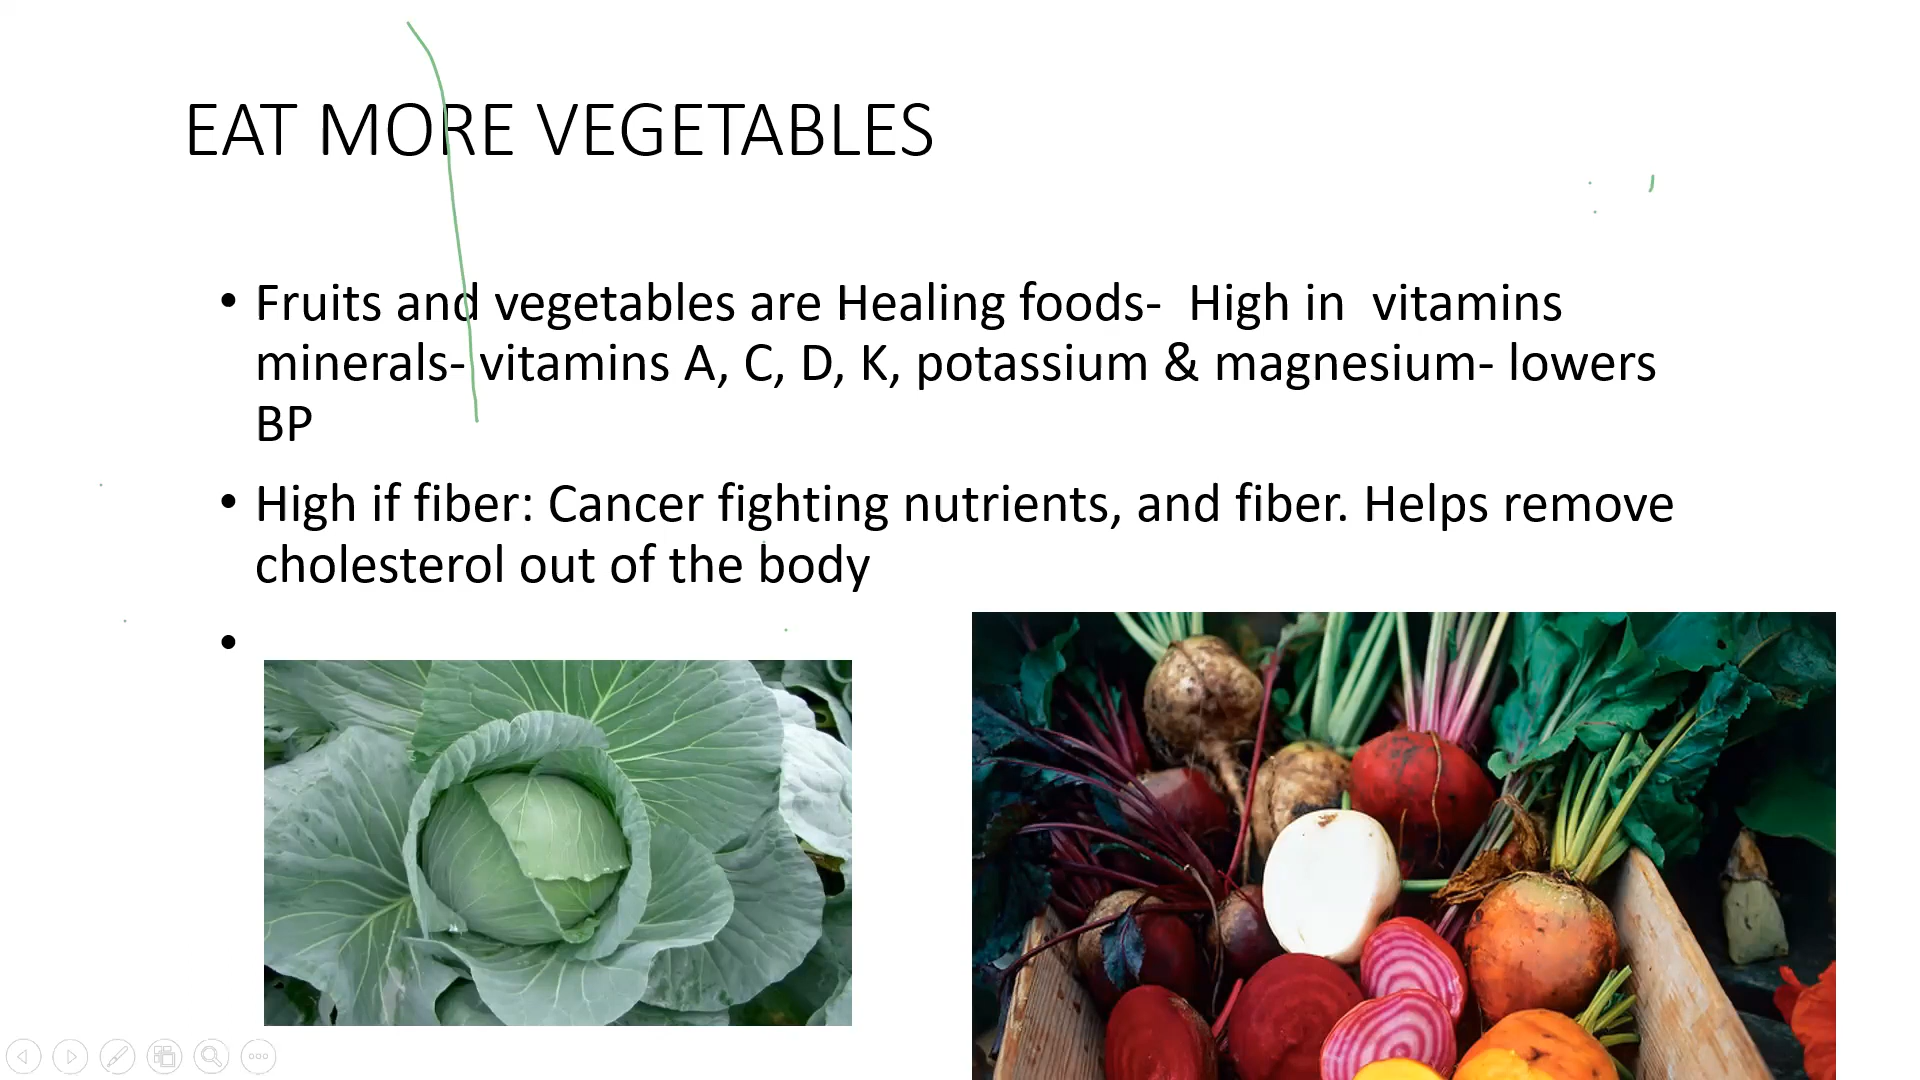 EAT MORE VEGETABLES
• Fruits and vegetables are Healing foods-  High in  vitamins
minerals- vitamins A, C, D, K, potassium & magnesium- lowers
BP
• High if fiber: Cancer fighting nutrients, and fiber. Helps remove
cholesterol out of the body
•